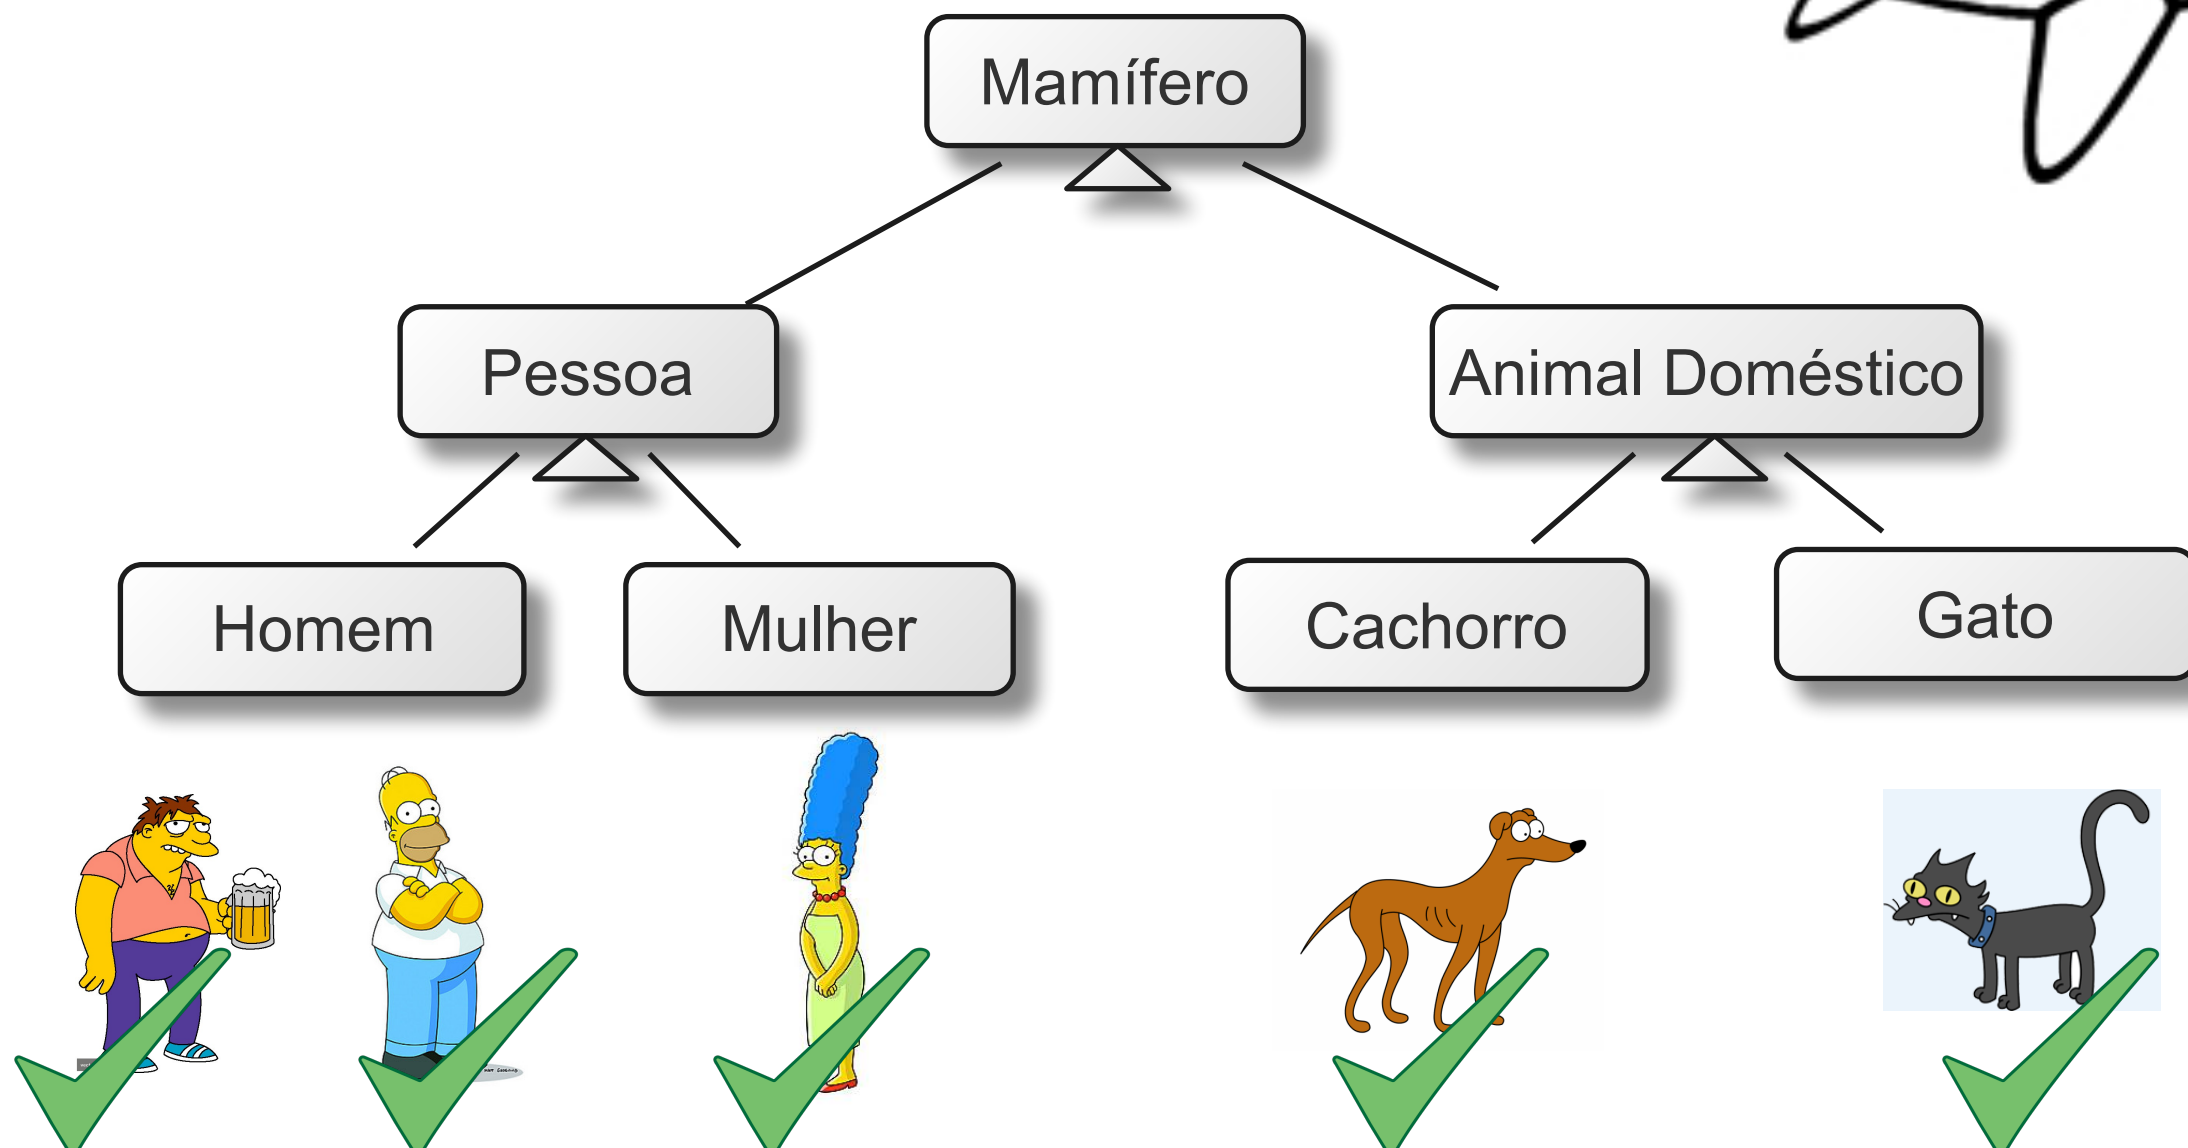 Mamífero
Pessoa
Animal Doméstico
Homem
Mulher
Cachorro
Gato